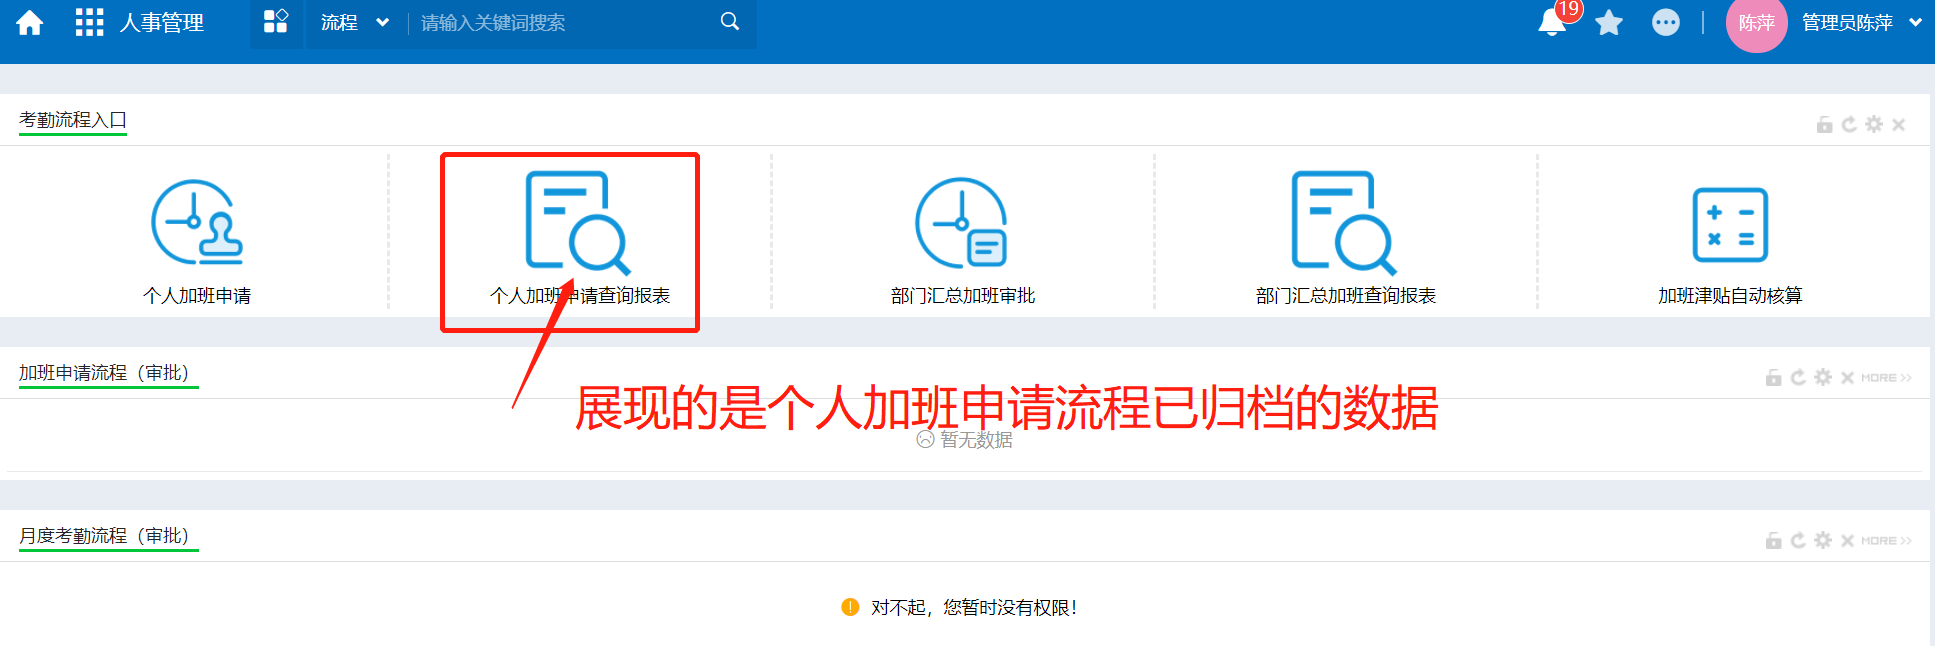 人事管理
流程
请输入关键词搜索
19
陈萍
管理员陈萍
考勤流程入口
个人加班申请
个人加班申请查询报表
部门汇总加班审批
部门汇总加班查询报表
加班津贴自动核算
加班申请流程（审批）
MORE>>
展现的是个人加班申请流程已归档的数据
暂无数据
月度考勤流程（审批）
MORE>>
对不起，您暂时没有权限！